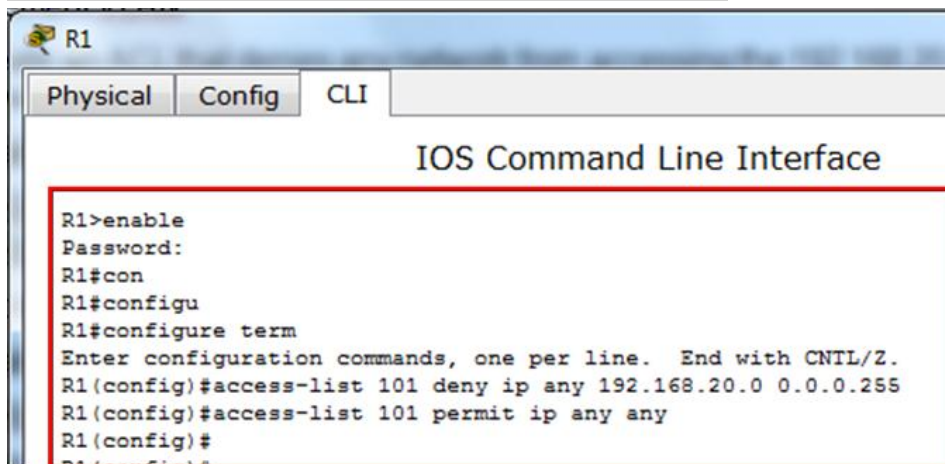 R1
Physical Config CLI
IOS Command Line Interface
R1>enable
Password:
R1#con
R1#configu
R1#configure term
Enter configuration commands, one per line.  End with CNTL/Z.
R1(config)#access-list 101 deny ip any 192.168.20.0 0.0.0.255
R1(config)#access-list 101 permit ip any any
R1(config)#